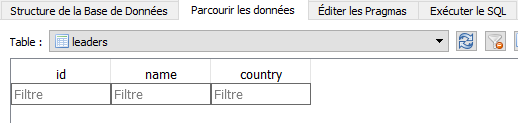 Structure de la Base de Données Parcourir les données Éditer les Pragmas Exécuter le SQL
Table : leaders
id name country
Filtre Filtre Filtre